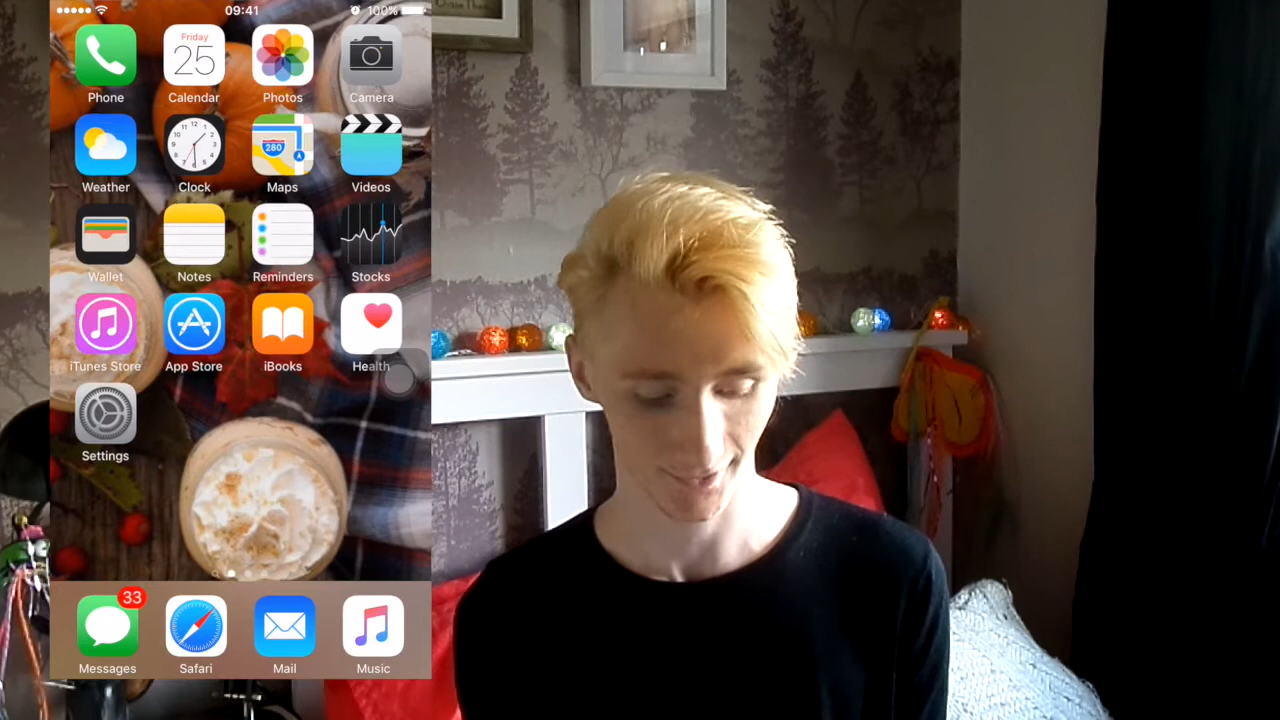 09:41
100%
Friday
25
Phone
Calendar
Photos
Camera
280
Weather
Clock
Maps
Videos
Wallet
Notes
Reminders
Stocks
iTunes Store
App Store
iBooks
Health
Settings
33
Messages
Safari
Mail
Music